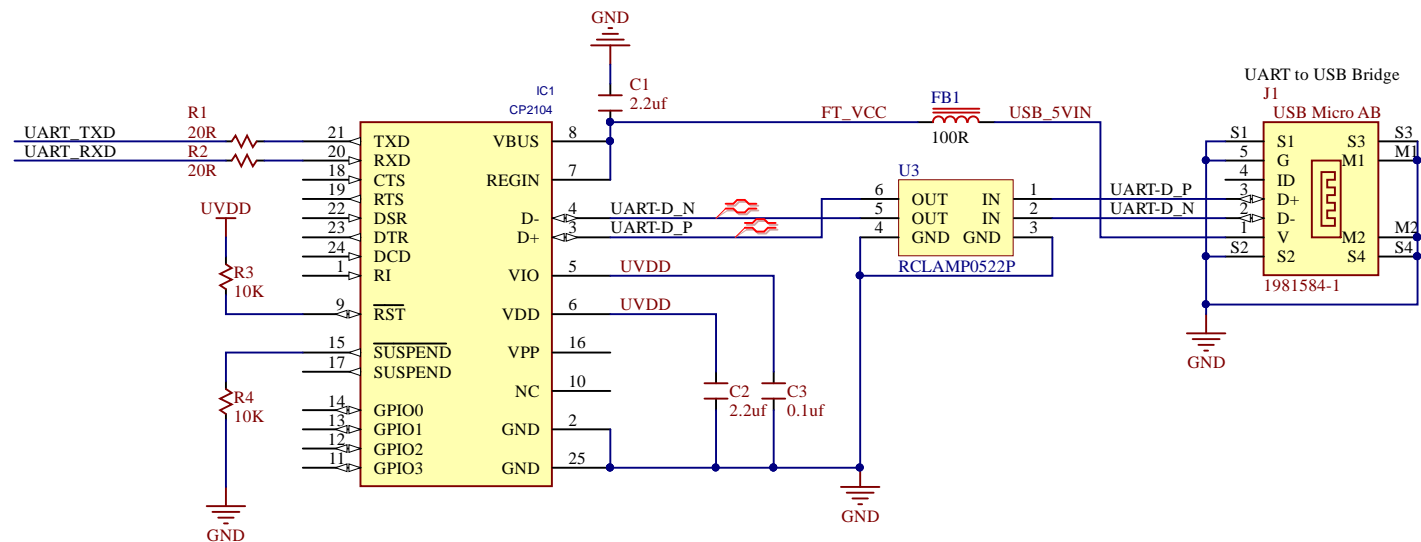 GND
UART to USB Bridge
J1
USB Micro AB
IC1
CP2104
C1
2.2uf
FB1
FT_VCC
USB_5VIN
100R
R1
20R
R2
20R
UART_TXD
UART_RXD
21 TXD VBUS 8
20 RXD
18 CTS REGIN 7
19 RTS
22 DSR D- 4 UART-D_N
23 DTR D+ 3 UART-D_P
24 DCD
1 RI VIO 5 UVDD
9 RST VDD 6 UVDD
15 SUSPEND VPP 16
17 SUSPEND
NC 10
14 GPIO0
13 GPIO1 GND 2
12 GPIO2
11 GPIO3 GND 25
UVDD
R3
10K
R4
10K
GND
C2
2.2uf
C3
0.1uf
U3
6 OUT IN 1 UART-D_P
5 OUT IN 2 UART-D_N
4 GND GND 3
RCLAMP0522P
GND
S1 S1 S3 S3
5 G M1 M1
4 ID
3 D+
2 D-
1 V M2 M2
S2 S2 S4 S4
1981584-1
GND